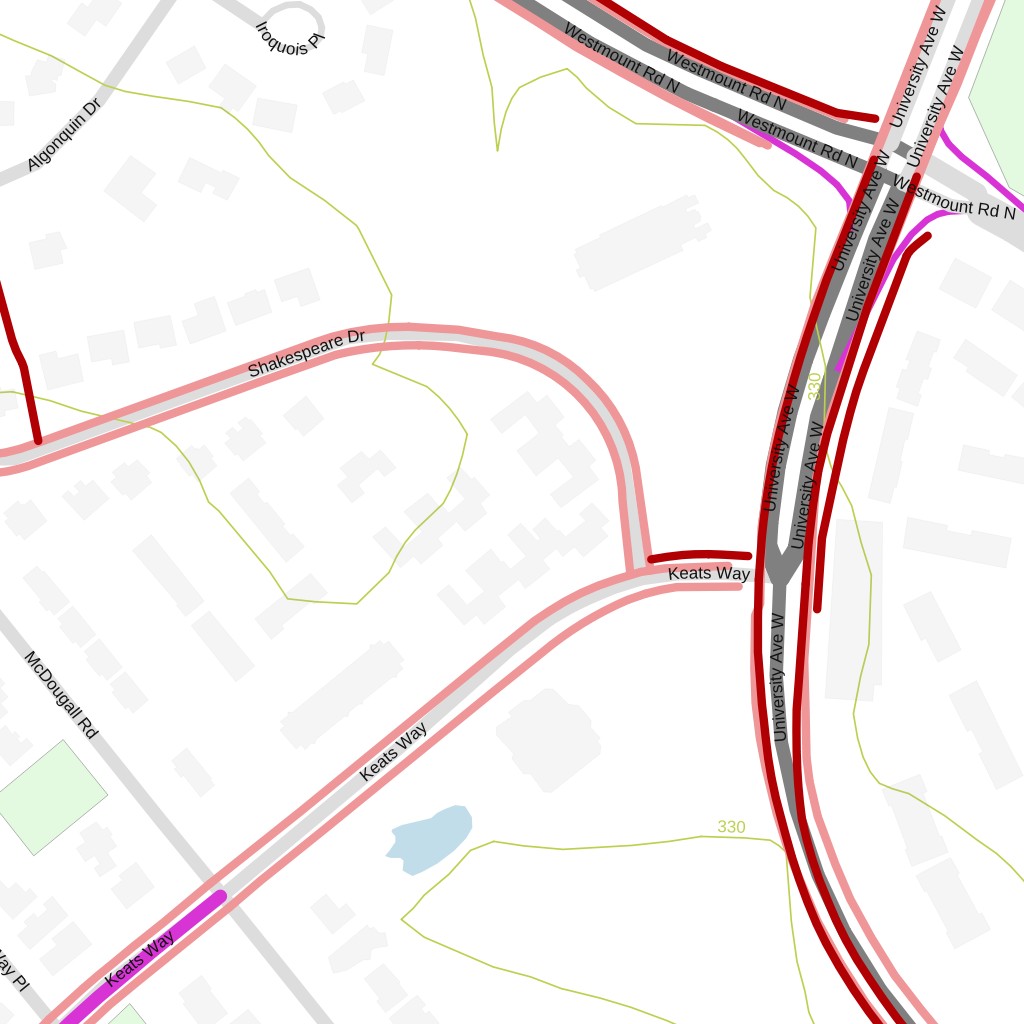 Iroquois Pl
University Ave W
Westmount Rd N
Westmount Rd N
University Ave W
Algonquin Dr
Westmount Rd N
Westmount Rd N
University Ave W
University Ave W
Shakespeare Dr
330
University Ave W
University Ave W
Keats Way
University Ave W
McDougall Rd
Keats Way
330
Keats Way
Pl